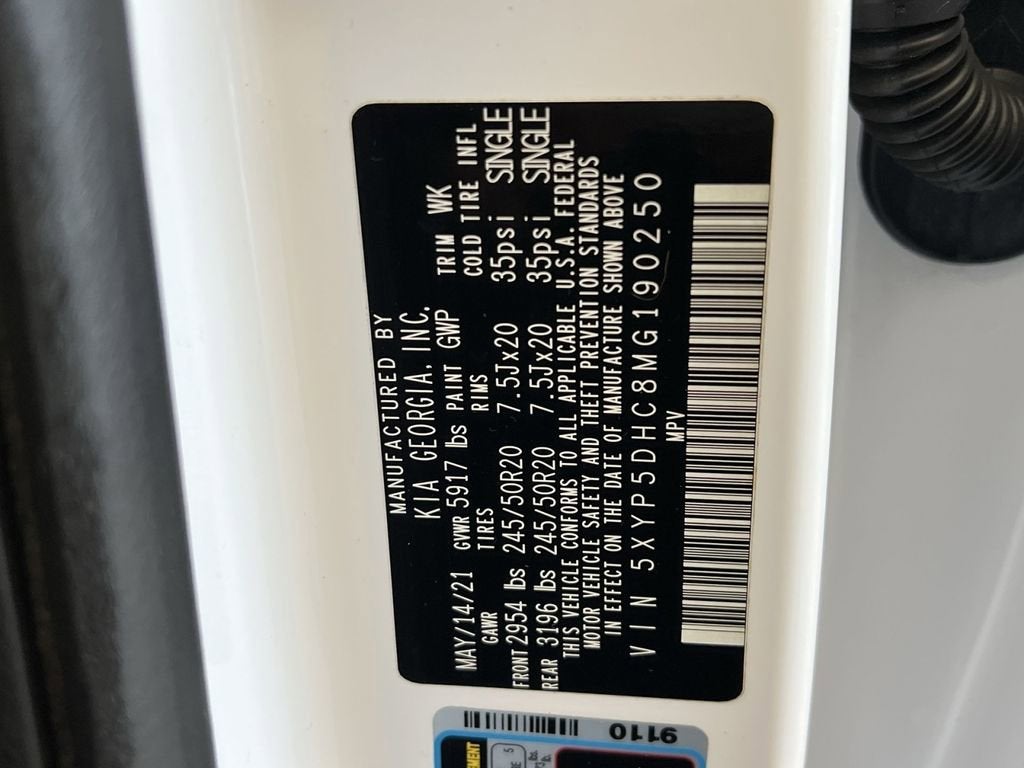 MANUFACTURED BY
KIA GEORGIA, INC.
MAY/14/21 GVWR 5917 lbs PAINT GWP TRIM WK
GAWR TIRES RIMS COLD TIRE INFL
FRONT 2954 lbs 245/50R20 7.5Jx20 35psi SINGLE
REAR 3196 lbs 245/50R20 7.5Jx20 35psi SINGLE
THIS VEHICLE CONFORMS TO ALL APPLICABLE U.S.A. FEDERAL
MOTOR VEHICLE SAFETY AND THEFT PREVENTION STANDARDS
IN EFFECT ON THE DATE OF MANUFACTURE SHOWN ABOVE
VIN 5XYP5DHC8MG190250
MPV
9110